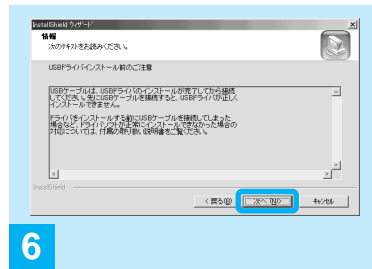 InstallShield ウィザード
情報
次のテキストをお読みください。
USBドライバインストール前のご注意
USBケーブルは、USBドライバのインストールが完了してから接続
してください。先にUSBケーブルを接続すると、USBドライバが正しく
インストールできません。
ドライバをインストールする前にUSBケーブルを接続してしまった
場合など、ドライバソフトが正常にインストールできなかった場合の
対応については、付属の取り扱い説明書をご覧ください。
InstallShield
< 戻る(B) 次へ(N)> キャンセル
6